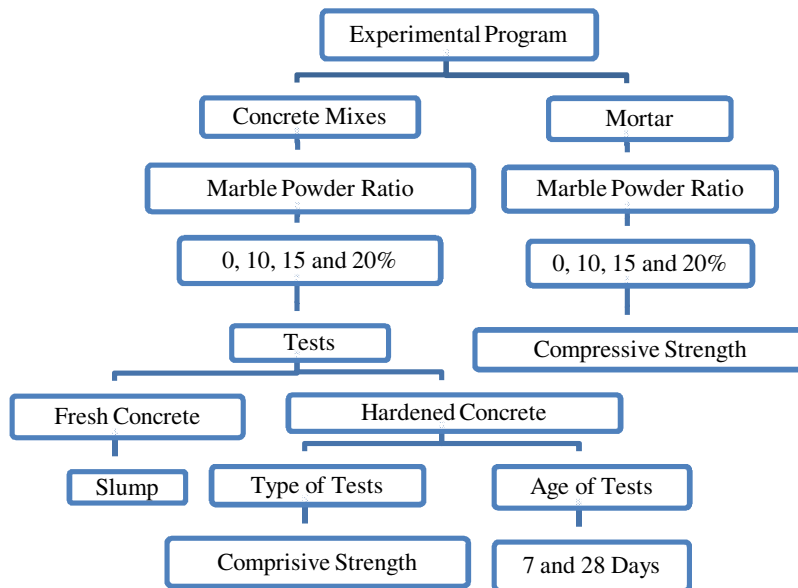 Experimental Program
Concrete Mixes
Mortar
Marble Powder Ratio
Marble Powder Ratio
0, 10, 15 and 20%
0, 10, 15 and 20%
Tests
Compressive Strength
Fresh Concrete
Hardened Concrete
Slump
Type of Tests
Age of Tests
Comprisive Strength
7 and 28 Days